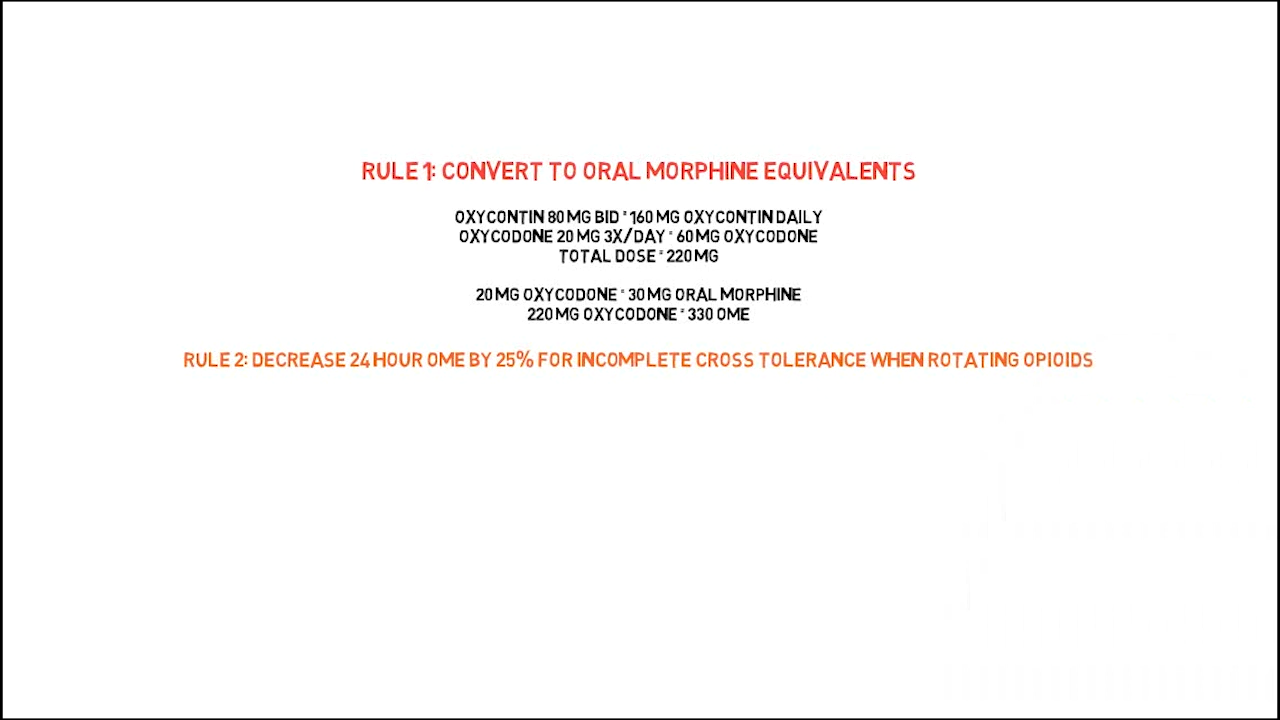 RULE 1: CONVERT TO ORAL MORPHINE EQUIVALENTS
OXYCONTIN 80 MG BID = 160 MG OXYCONTIN DAILY
OXYCODONE 20 MG 3X/DAY = 60 MG OXYCODONE
TOTAL DOSE = 220 MG
20 MG OXYCODONE = 30 MG ORAL MORPHINE
220 MG OXYCODONE = 330 OME
RULE 2: DECREASE 24 HOUR OME BY 25% FOR INCOMPLETE CROSS TOLERANCE WHEN ROTATING OPIOIDS